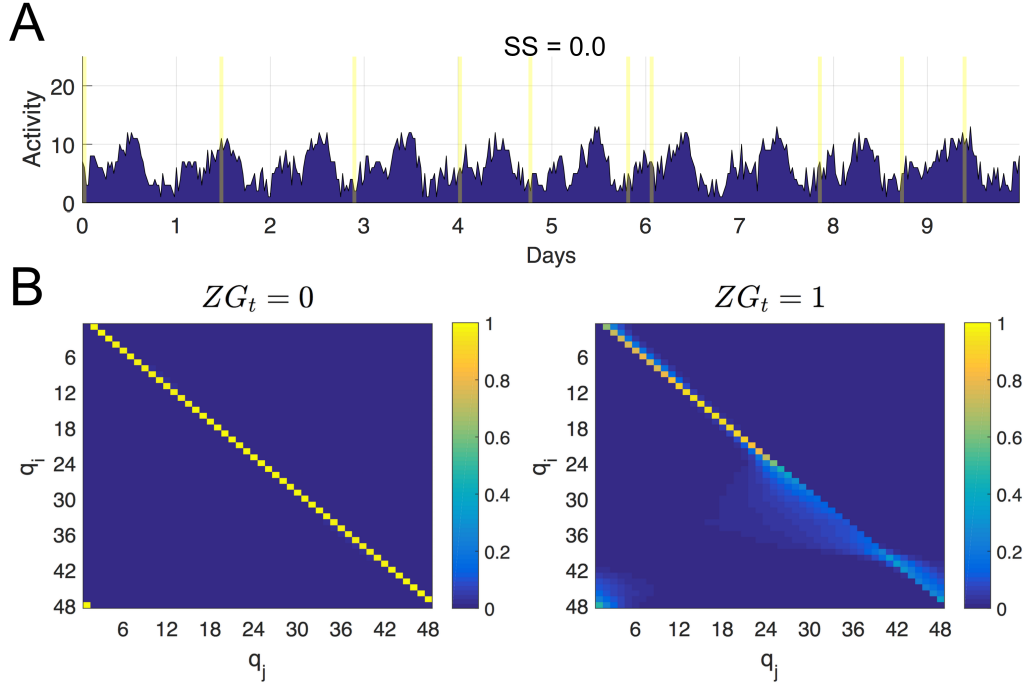 A
SS = 0.0
Activity
20
10
0
0 1 2 3 4 5 6 7 8 9
Days
B
ZG_t = 0
ZG_t = 1
q_i
6
12
18
24
30
36
42
48
6 12 18 24 30 36 42 48
q_j
1
0.8
0.6
0.4
0.2
0
q_i
6
12
18
24
30
36
42
48
6 12 18 24 30 36 42 48
q_j
1
0.8
0.6
0.4
0.2
0